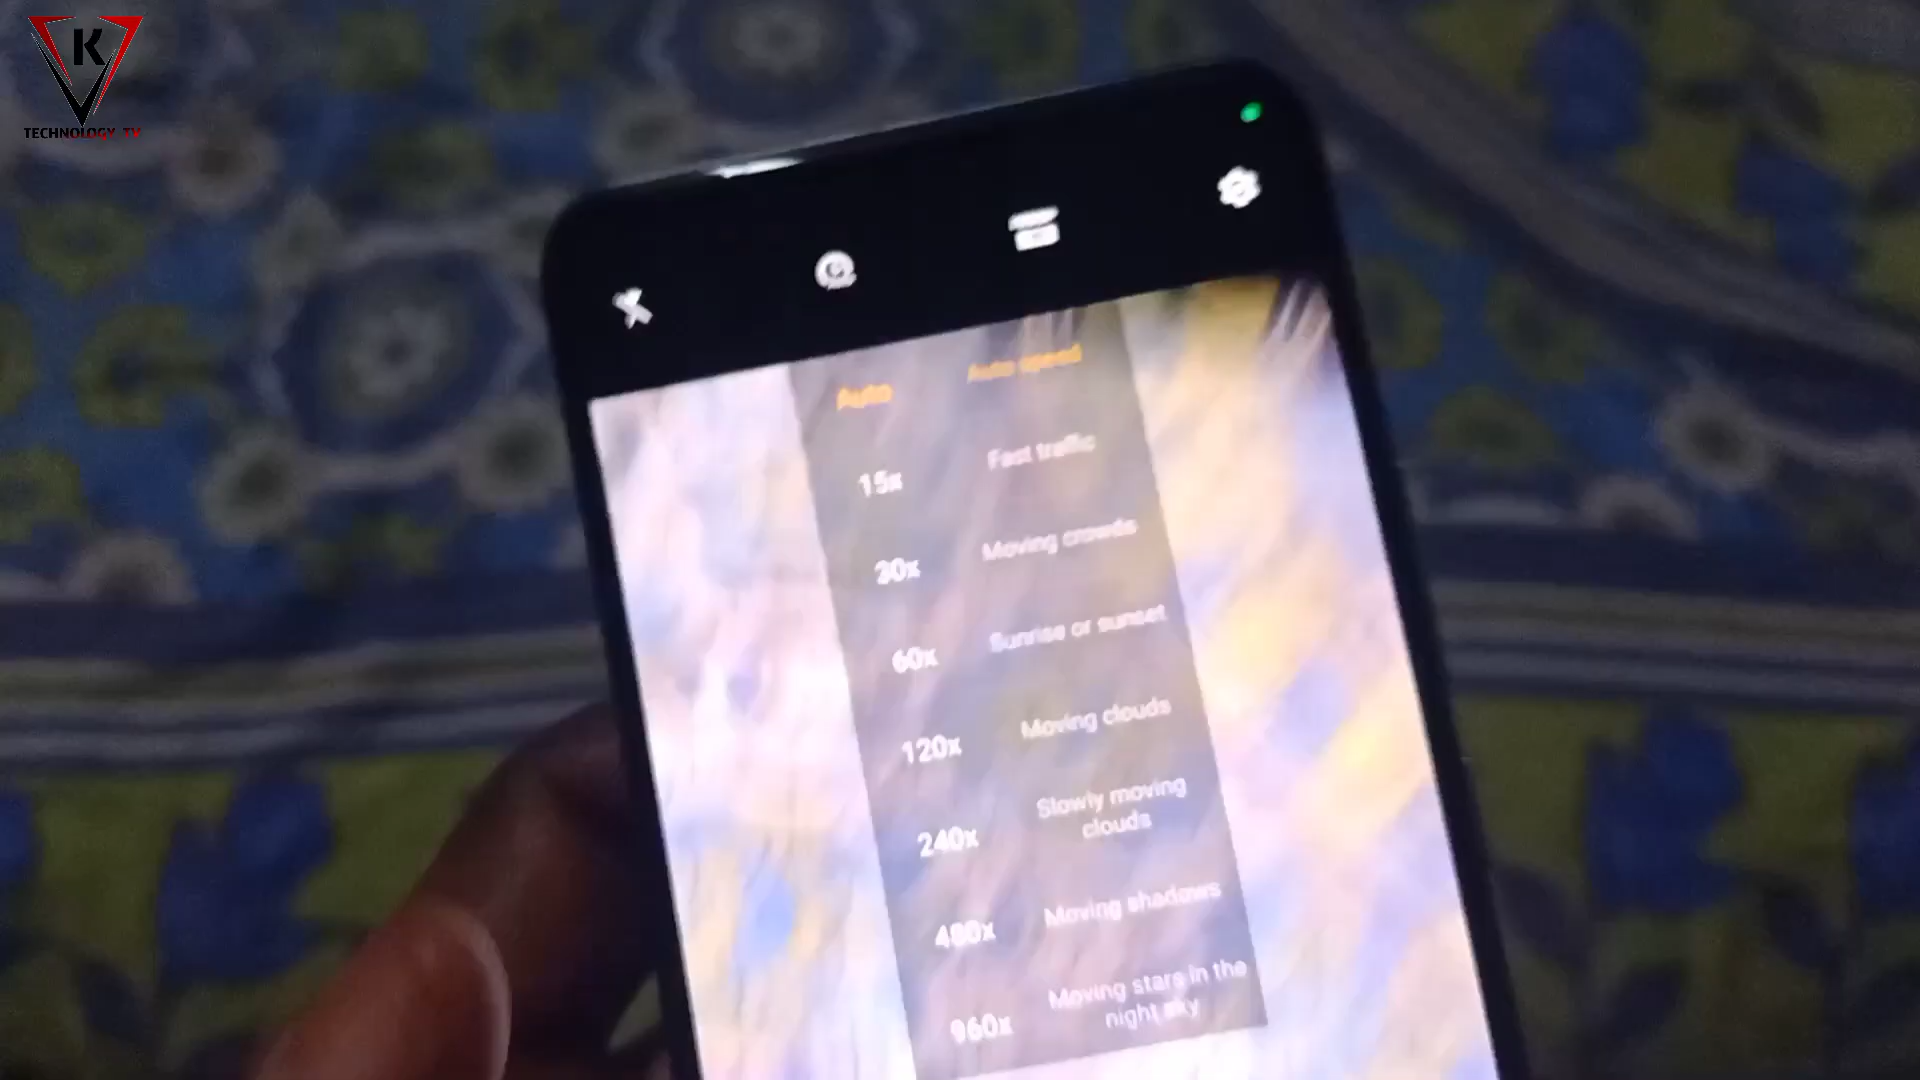 K
TECHNOLOGY TV
Auto Auto speed
15x Fast traffic
30x Moving crowds
60x Sunrise or sunset
120x Moving clouds
240x Slowly moving
clouds
480x Moving shadows
960x Moving stars in the
night sky